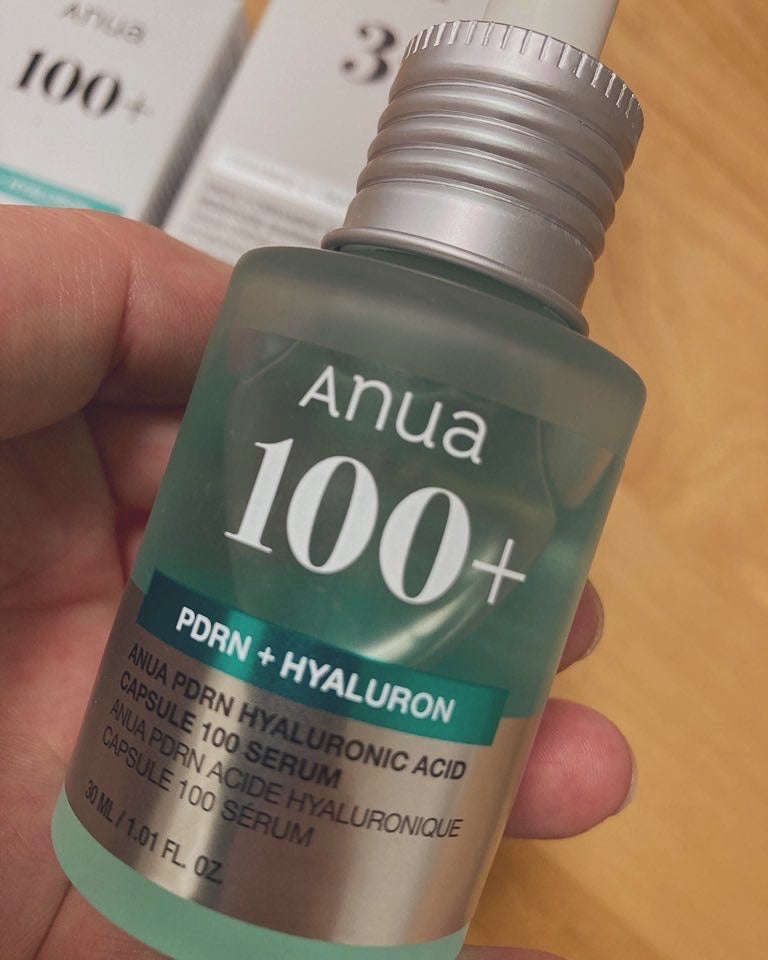 Anua
100+
3
Anua
100+
PDRN + HYALURON
ANUA PDRN HYALURONIC ACID
CAPSULE 100 SERUM
ANUA PDRN ACIDE HYALURONIQUE
CAPSULE 100 SÉRUM
30 ML / 1.01 FL. OZ.